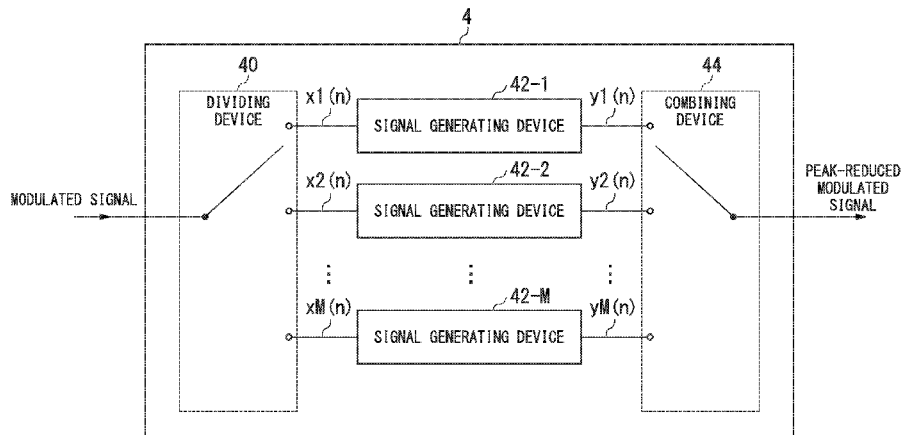 4
40
DIVIDING
DEVICE
x1(n)
42-1
SIGNAL GENERATING DEVICE
y1(n)
44
COMBINING
DEVICE
MODULATED SIGNAL
x2(n)
42-2
SIGNAL GENERATING DEVICE
y2(n)
PEAK-REDUCED
MODULATED
SIGNAL
xM(n)
42-M
SIGNAL GENERATING DEVICE
yM(n)